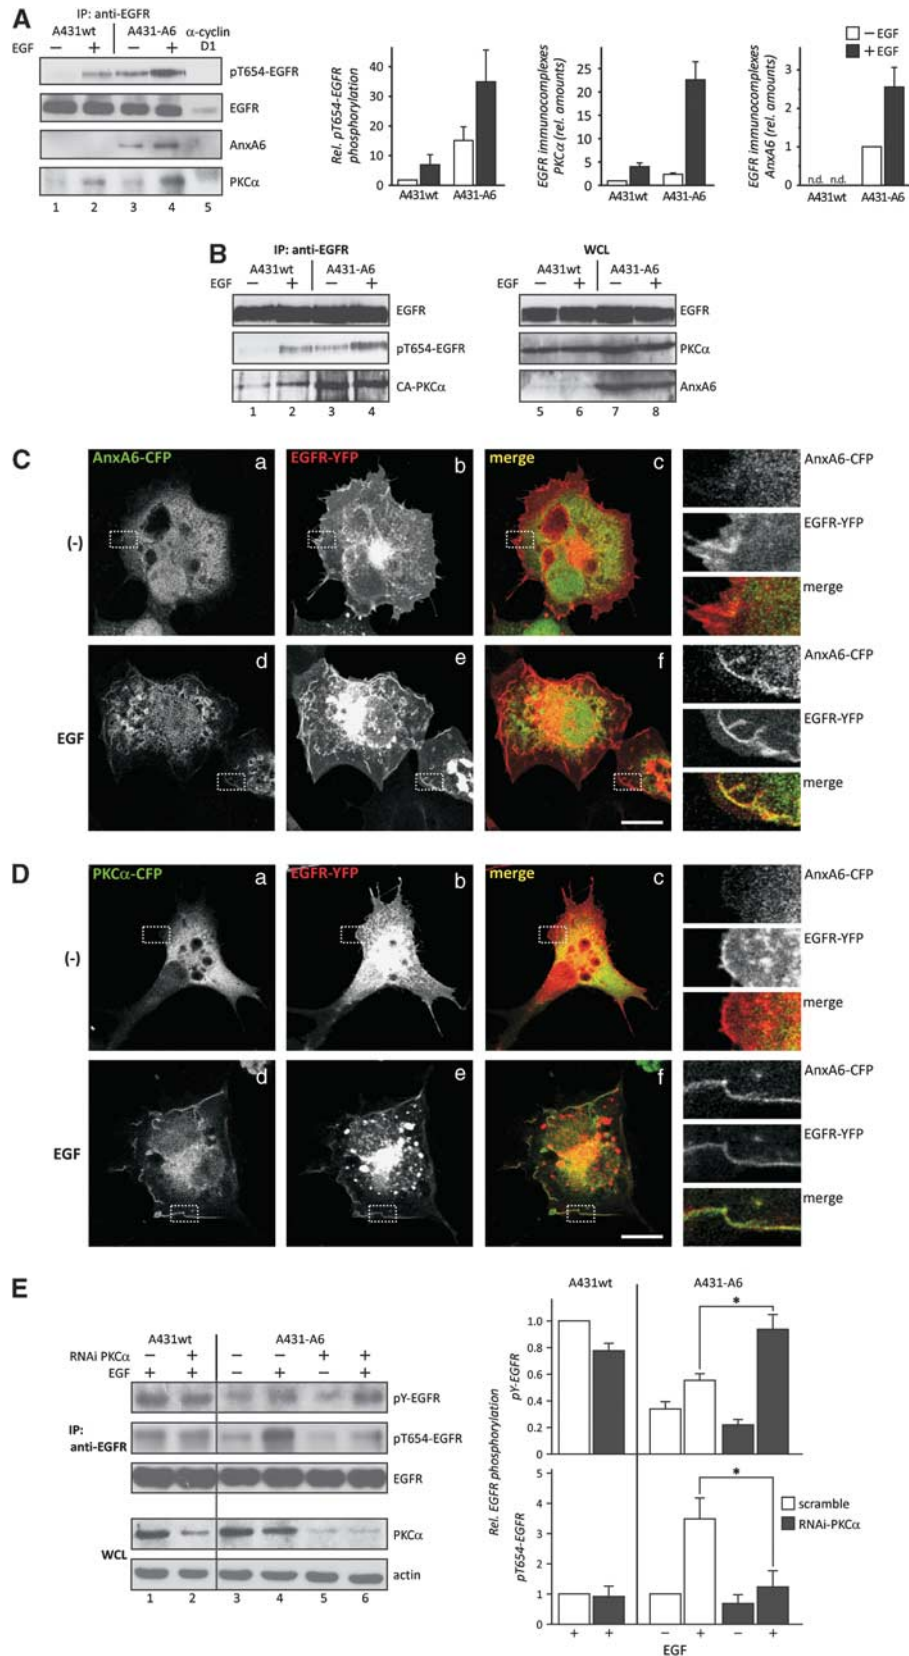 A
IP: anti-EGFR
A431wt A431-A6 α-cyclin
EGF − + − + D1
pT654-EGFR
EGFR
AnxA6
PKCα
1 2 3 4 5
Rel. pT654-EGFR
phosphorylation
40
30
20
10
0
A431wt A431-A6
EGFR immunocomplexes
PKCα (rel. amounts)
25
20
15
10
5
0
A431wt A431-A6
EGFR immunocomplexes
AnxA6 (rel. amounts)
3
2
1
0
n.d. n.d.
A431wt A431-A6
− EGF
+ EGF
B
IP: anti-EGFR
A431wt A431-A6
EGF − + − +
EGFR
pT654-EGFR
CA-PKCα
1 2 3 4
WCL
A431wt A431-A6
EGF − + − +
EGFR
PKCα
AnxA6
5 6 7 8
C
AnxA6-CFP a
EGFR-YFP b
merge c
(-)
AnxA6-CFP
EGFR-YFP
merge
EGF
d
e
f
AnxA6-CFP
EGFR-YFP
merge
D
PKCα-CFP a
EGFR-YFP b
merge c
(-)
AnxA6-CFP
EGFR-YFP
merge
EGF
d
e
f
AnxA6-CFP
EGFR-YFP
merge
E
A431wt A431-A6
RNAi PKCα − + − − + +
EGF + + − + − +
IP:
anti-EGFR
pY-EGFR
pT654-EGFR
EGFR
WCL
PKCα
actin
1 2 3 4 5 6
A431wt A431-A6
Rel. EGFR phosphorylation
pY-EGFR
1.0
0.8
0.6
0.4
0.2
0
*
pT654-EGFR
5
4
3
2
1
0
*
scramble
RNAi-PKCα
+ + − + − +
EGF